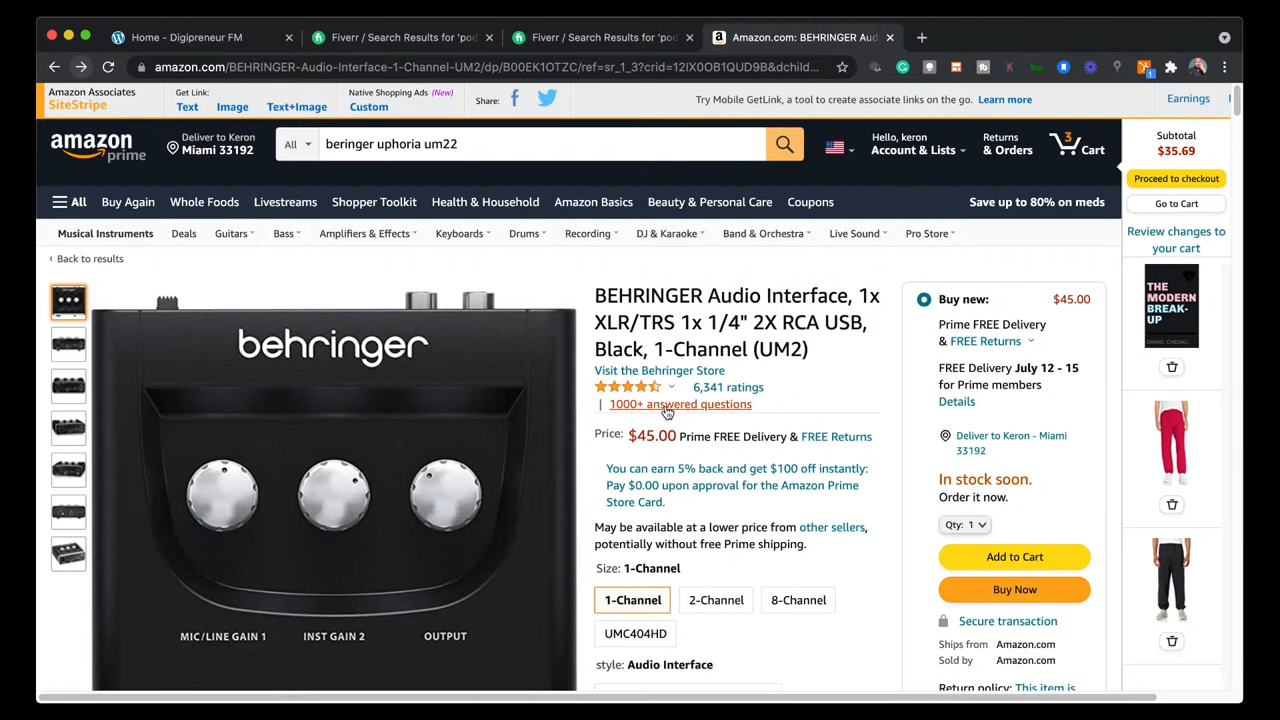 Home - Digipreneur FM
Fiverr / Search Results for 'pod
Fiverr / Search Results for 'pod
Amazon.com: BEHRINGER Audi
amazon.com/BEHRINGER-Audio-Interface-1-Channel-UM2/dp/B00EK1OTZC/ref=sr_1_3?crid=12IX0OB1QUD9B&dchild...
Amazon Associates
SiteStripe
Get Link:
Text
Image
Text+Image
Native Shopping Ads (New)
Custom
Share:
Try Mobile GetLink, a tool to create associate links on the go. Learn more
Earnings
amazon
prime
Deliver to Keron
Miami 33192
All
beringer uphoria um22
Hello, keron
Account & Lists
Returns
& Orders
3
Cart
Subtotal
$35.69
Proceed to checkout
Go to Cart
Review changes to
your cart
All
Buy Again
Whole Foods
Livestreams
Shopper Toolkit
Health & Household
Amazon Basics
Beauty & Personal Care
Coupons
Save up to 80% on meds
Musical Instruments
Deals
Guitars
Bass
Amplifiers & Effects
Keyboards
Drums
Recording
DJ & Karaoke
Band & Orchestra
Live Sound
Pro Store
‹ Back to results
behringer
MIC/LINE GAIN 1
INST GAIN 2
OUTPUT
BEHRINGER Audio Interface, 1x
XLR/TRS 1x 1/4" 2X RCA USB,
Black, 1-Channel (UM2)
Visit the Behringer Store
6,341 ratings
| 1000+ answered questions
Price: $45.00 Prime FREE Delivery & FREE Returns
You can earn 5% back and get $100 off instantly:
Pay $0.00 upon approval for the Amazon Prime
Store Card.
May be available at a lower price from other sellers,
potentially without free Prime shipping.
Size: 1-Channel
1-Channel
2-Channel
8-Channel
UMC404HD
style: Audio Interface
Buy new:
$45.00
Prime FREE Delivery
& FREE Returns
FREE Delivery July 12 - 15
for Prime members
Details
Deliver to Keron - Miami
33192
In stock soon.
Order it now.
Qty: 1
Add to Cart
Buy Now
Secure transaction
Ships from Amazon.com
Sold by Amazon.com
Return policy: This item is
THE
MODERN
BREAK-
UP